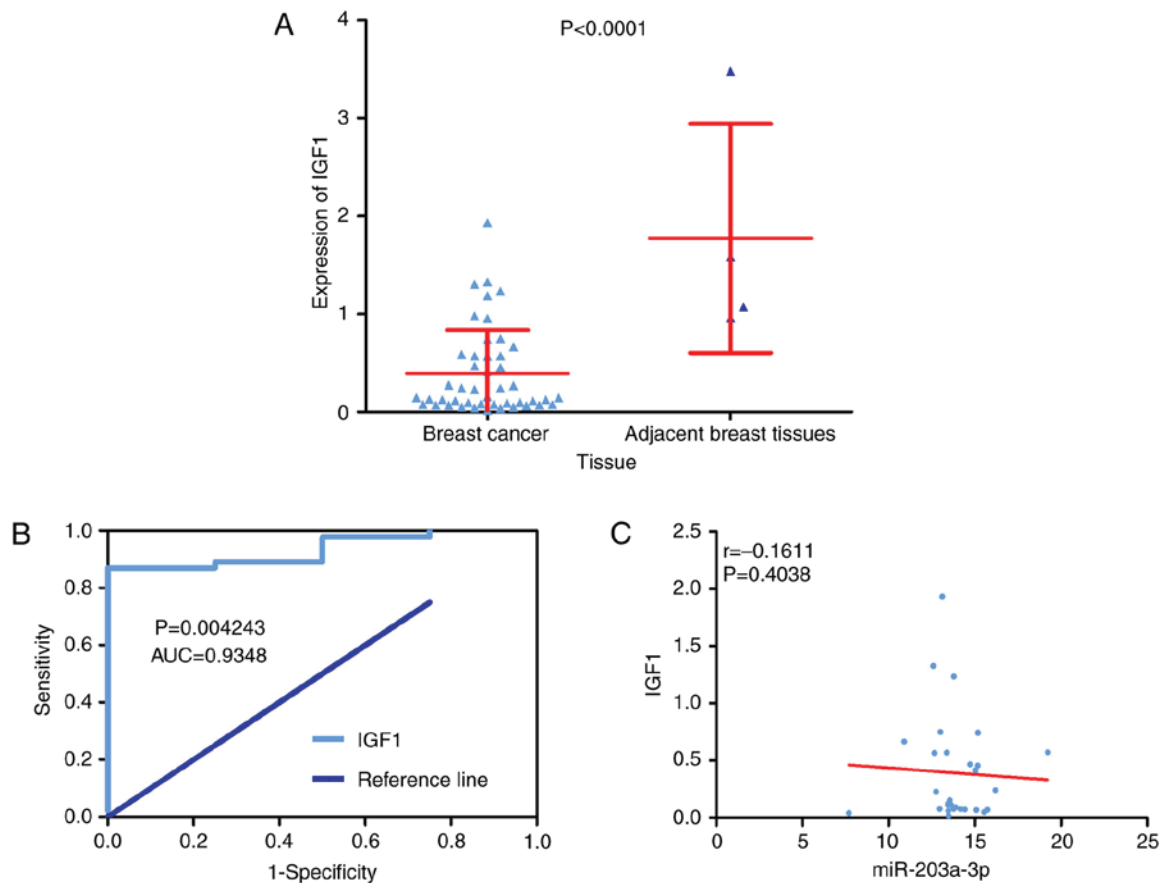 A
P<0.0001
4
3
2
1
0
Expression of IGF1
Breast cancer
Adjacent breast tissues
Tissue
B
1.0
0.8
0.6
0.4
0.2
0.0
Sensitivity
P=0.004243
AUC=0.9348
IGF1
Reference line
0.0 0.2 0.4 0.6 0.8 1.0
1-Specificity
C
2.5
2.0
1.5
1.0
0.5
0.0
IGF1
r=–0.1611
P=0.4038
0 5 10 15 20 25
miR-203a-3p